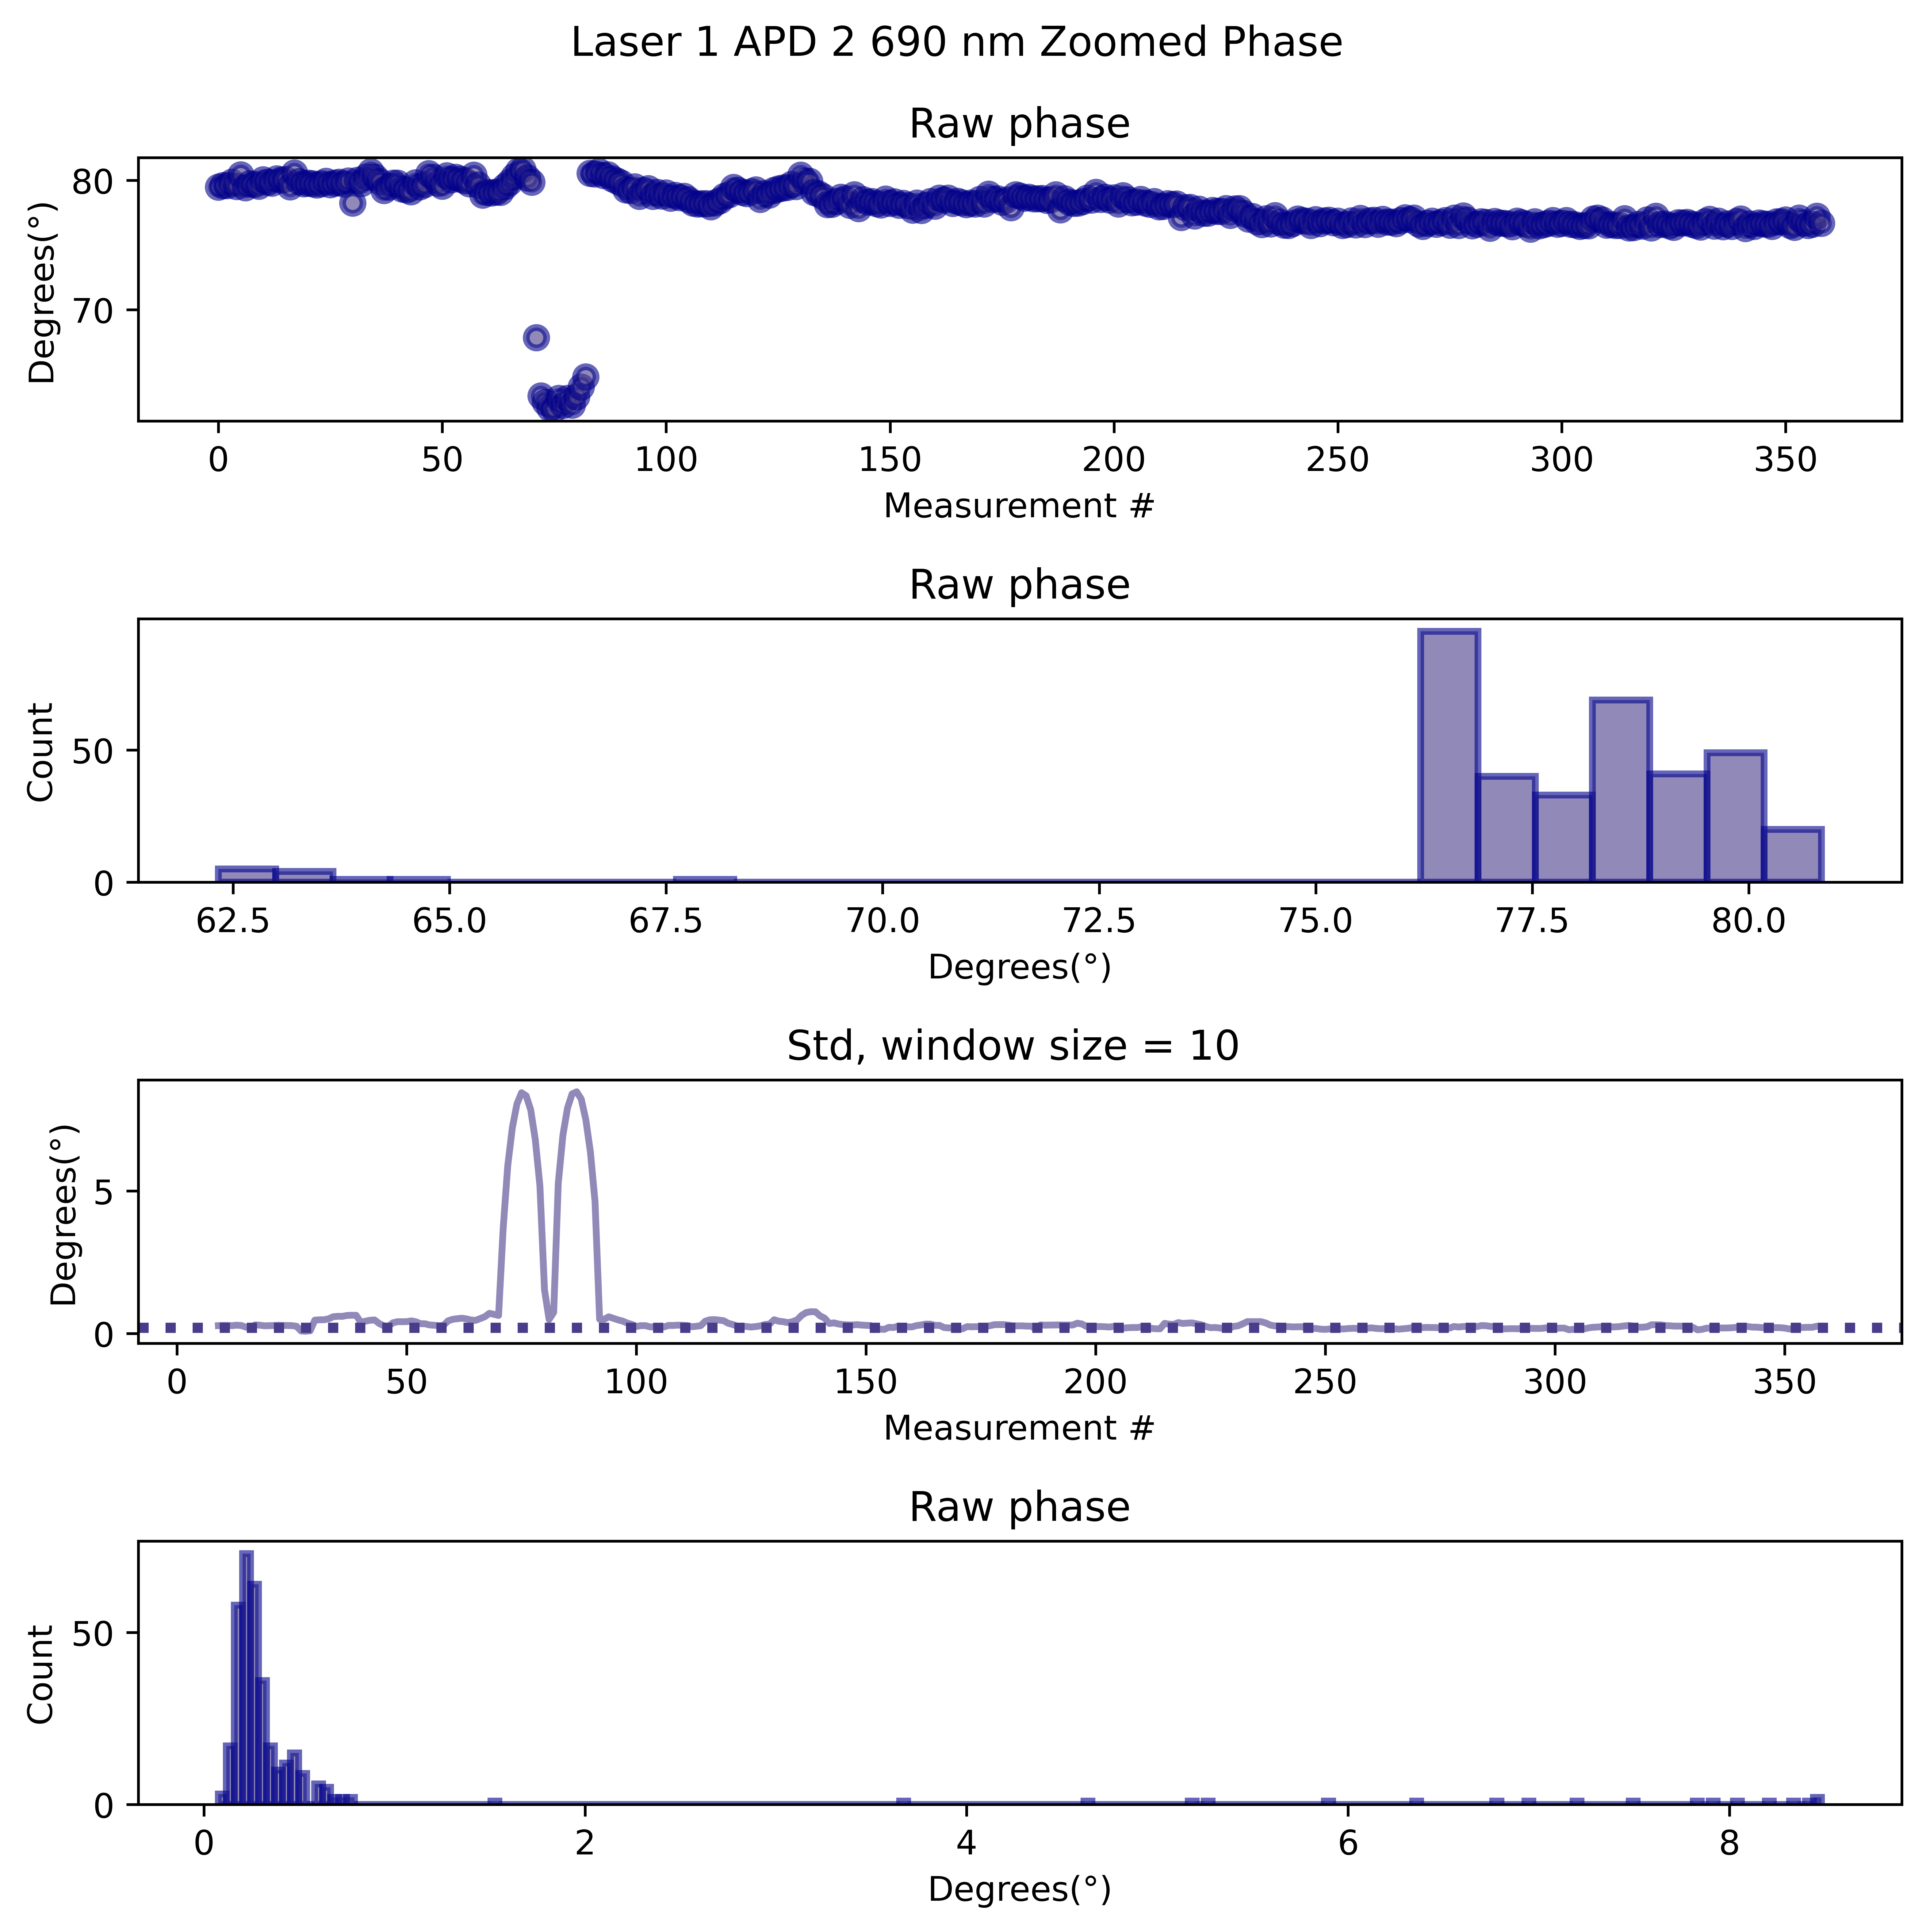 Laser 1 APD 2 690 nm Zoomed Phase
Raw phase
Degrees(°)
80
70
0 50 100 150 200 250 300 350
Measurement #
Raw phase
Count
50
0
62.5 65.0 67.5 70.0 72.5 75.0 77.5 80.0
Degrees(°)
Std, window size = 10
Degrees(°)
5
0
0 50 100 150 200 250 300 350
Measurement #
Raw phase
Count
50
0
0 2 4 6 8
Degrees(°)